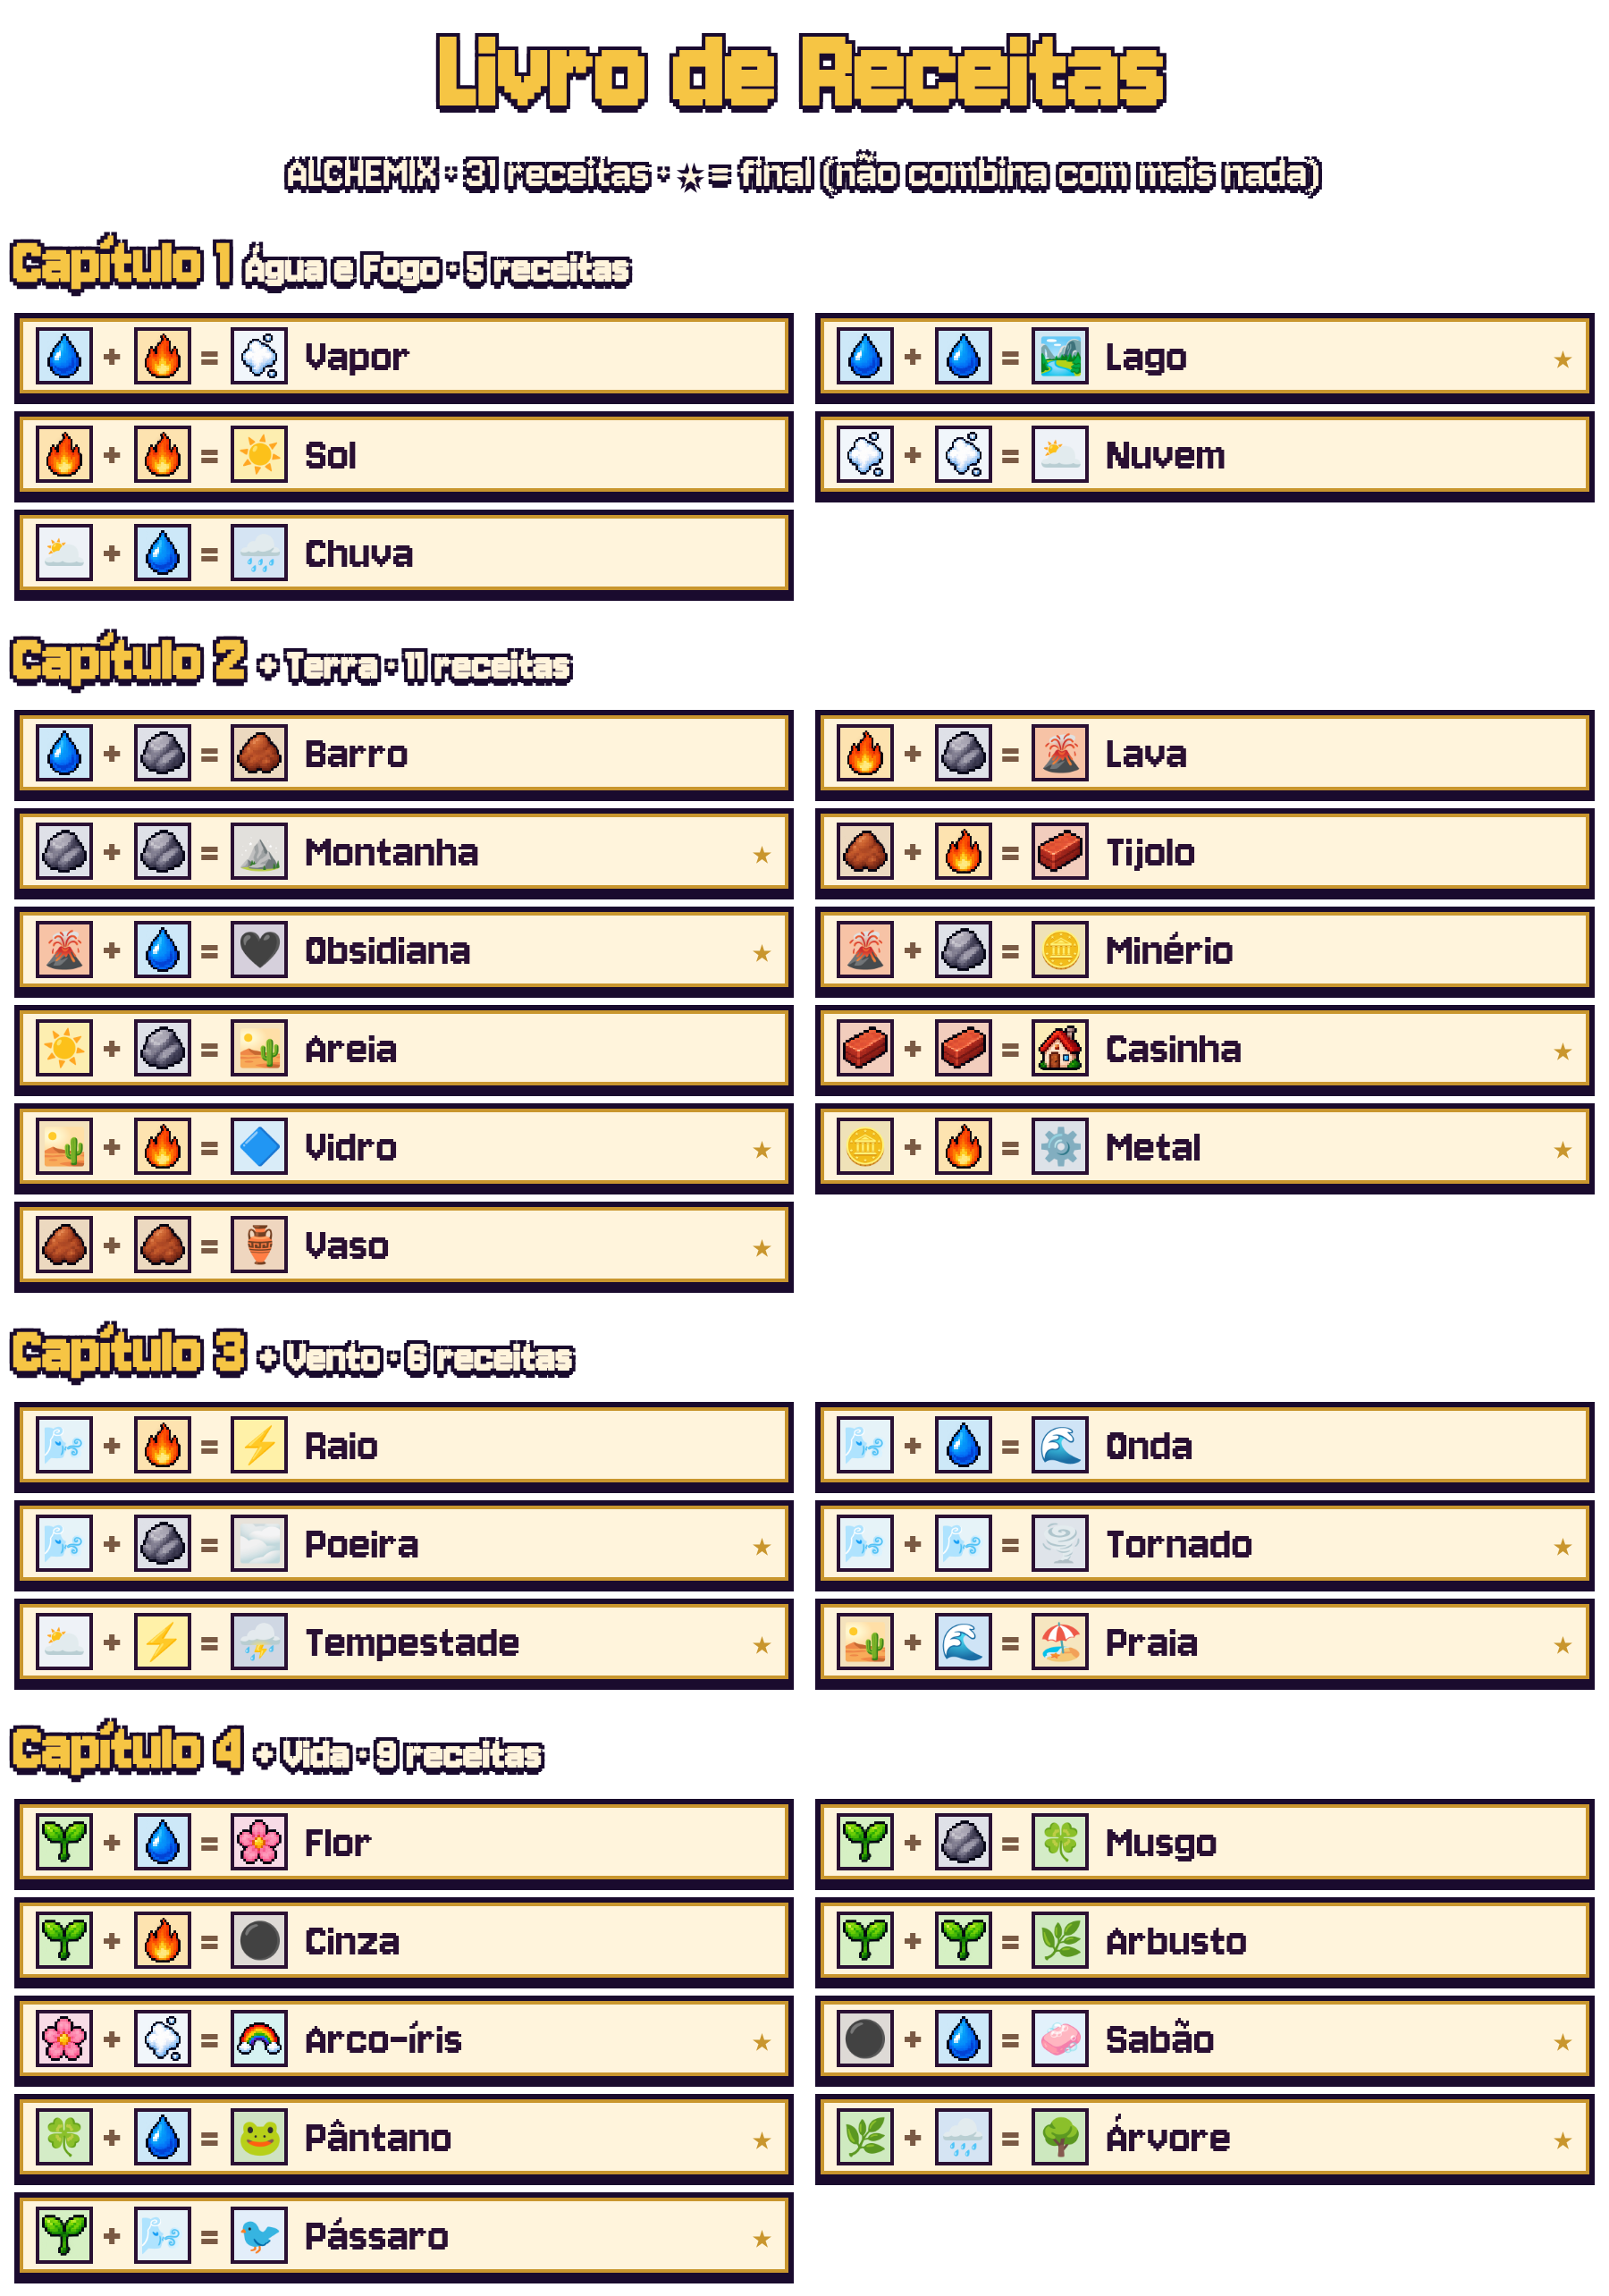 Livro de Receitas
ALCHEMIX · 31 receitas · ★ = final (não combina com mais nada)
Capítulo 1 Água e Fogo · 5 receitas
+ = Vapor
+ = Lago ★
+ = Sol
+ = Nuvem
+ = Chuva
Capítulo 2 + Terra · 11 receitas
+ = Barro
+ = Lava
+ = Montanha ★
+ = Tijolo
+ = Obsidiana ★
+ = Minério
+ = Areia
+ = Casinha ★
+ = Vidro ★
+ = Metal ★
+ = Vaso ★
Capítulo 3 + Vento · 6 receitas
+ = Raio
+ = Onda
+ = Poeira ★
+ = Tornado ★
+ = Tempestade ★
+ = Praia ★
Capítulo 4 + Vida · 9 receitas
+ = Flor
+ = Musgo
+ = Cinza
+ = Arbusto
+ = Arco-íris ★
+ = Sabão ★
+ = Pântano ★
+ = Árvore ★
+ = Pássaro ★